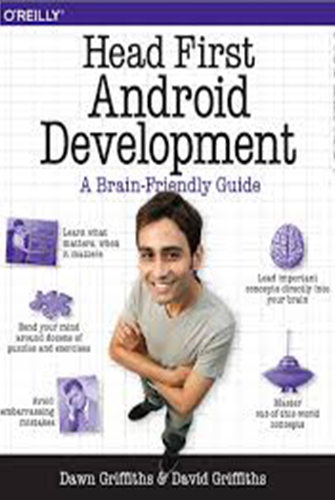 O'REILLY®
Head First
Android
Development
A Brain-Friendly Guide
Learn what
matters, when
it matters
Bend your mind
around dozens of
puzzles and exercises
Avoid
embarrassing
mistakes
Load important
concepts directly into
your brain
Master
out-of-this-world
concepts
Dawn Griffiths & David Griffiths